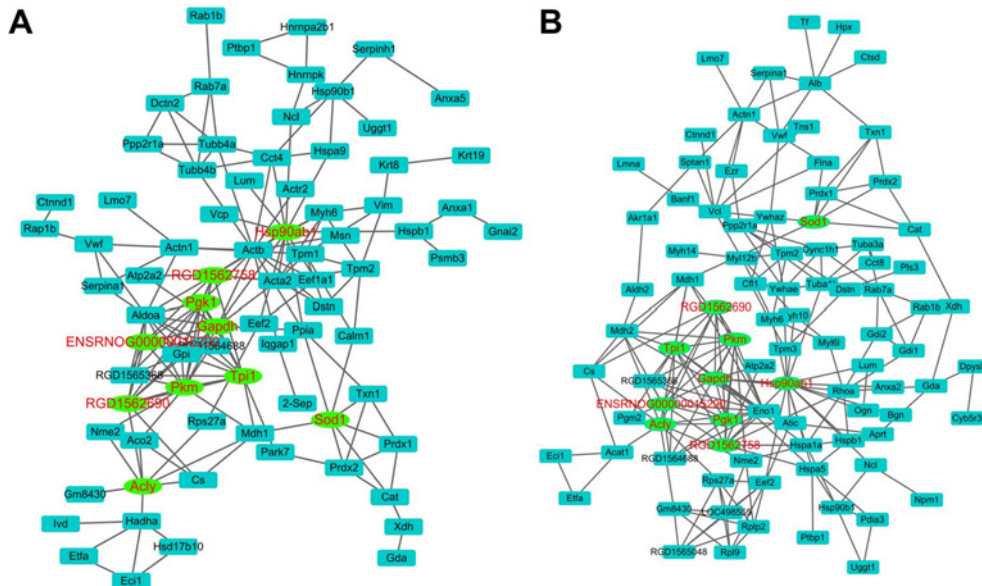 A
Rab1b
Hnrnpa2b1
Ptbp1
Serpinh1
Hnrnpk
Rab7a
Hsp90b1
Anxa5
Dctn2
Ncl
Uggt1
Ppp2r1a
Tubb4a
Cct4
Hspa9
Tubb4b
Krt8
Krt19
Lum
Actr2
Ctnnd1
Lmo7
Vcp
Myh6
Vim
Anxa1
Rap1b
Hsp90ab1
Msn
Hspb1
Gnai2
Vwf
Actn1
Actb
Tpm1
Psmb3
Atp2a2
RGD1562758
Tpm2
Serpina1
Acta2
Eef1a1
Pgk1
Dstn
Aldoa
Gapdh
Eef2
Ppia
Calm1
Iqgap1
Gpi
RGD1565368
Tpi1
Pkm
RGD1562690
2-Sep
Txn1
Rps27a
Sod1
Nme2
Mdh1
Aco2
Park7
Prdx1
Prdx2
Cs
Acly
Gm8430
Cat
Ivd
Hadha
Xdh
Etfa
Hsd17b10
Gda
Eci1
B
Tf
Hpx
Lmo7
Serpina1
Ctsd
Alb
Actn1
Vwf
Tns1
Txn1
Ctnnd1
Sptan1
Flna
Lmna
Ezr
Prdx2
Banf1
Prdx1
Akr1a1
Vcl
Ywhaz
Sod1
Ppp2r1a
Cat
Myh14
Myl12b
Tpm2
Dync1h1
Tuba3a
Cct8
Pls3
Aldh2
Mdh1
Cfl1
Ywhae
Dstn
Rab7a
RGD1562690
Myh6
Rab1b
Xdh
Mdh2
Gdi2
Tpi1
Pkm
Tpm3
Myl6l
Gdi1
Cs
Atp2a2
Lum
RGD1565368
Gapdh
Hsp90ab1
Rhoa
Anxa2
Gda
ENSRNOG00000015290
Eno1
Ogn
Cyb5r3
Pgm2
Pgk1
Atic
Bgn
Acly
Aprt
RGD1562758
Hspa1a
Hspb1
Eci1
Acat1
RGD1564688
Nme2
Hspa5
Ncl
Rps27a
Eef2
Etfa
Npm1
Gm8430
LOC498555
Hsp90b1
Rplp2
Pdia3
Ptbp1
RGD1565048
Rpl9
Uggt1